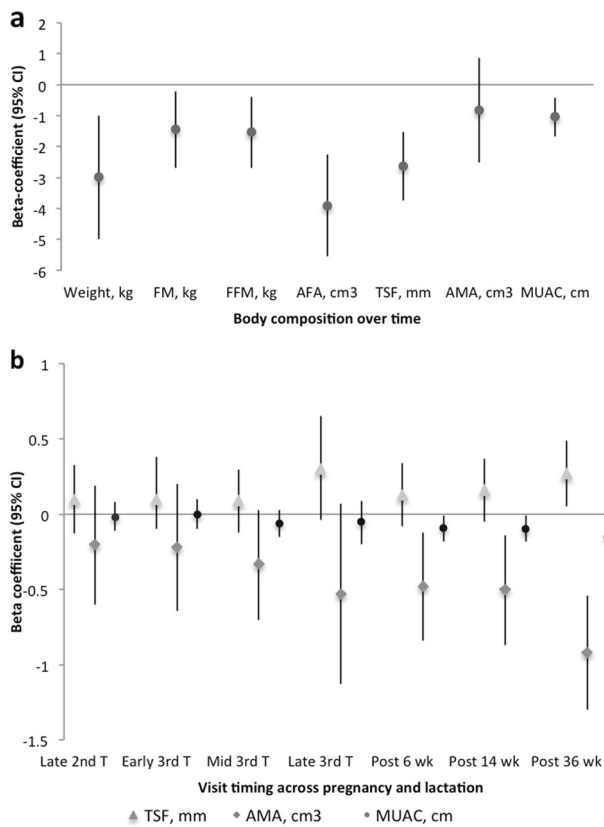 a
2
1
0
-1
-2
-3
-4
-5
-6
Beta-coefficient (95% CI)
Weight, kg FM, kg FFM, kg AFA, cm3 TSF, mm AMA, cm3 MUAC, cm
Body composition over time
b
1
0.5
0
-0.5
-1
-1.5
Beta coeffiicent (95% CI)
Late 2nd T Early 3rd T Mid 3rd T Late 3rd T Post 6 wk Post 14 wk Post 36 wk
Visit timing across pregnancy and lactation
TSF, mm AMA, cm3 MUAC, cm